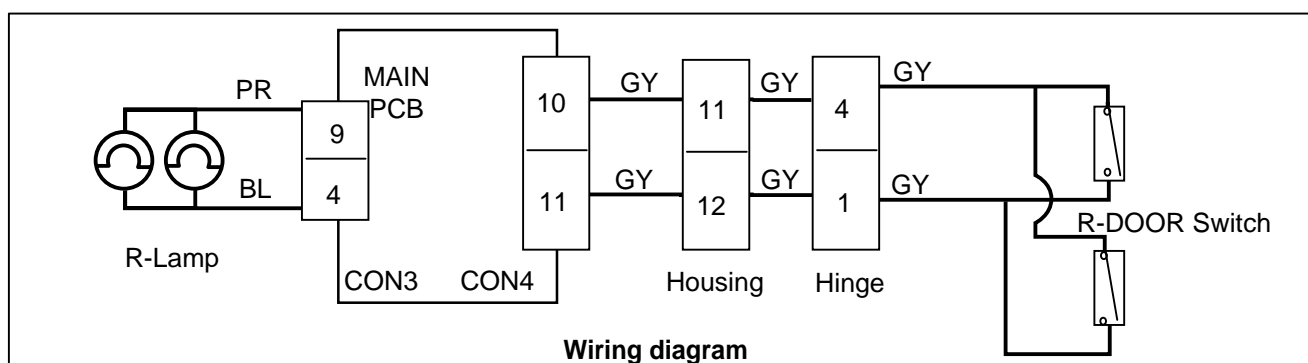 MAIN
PCB
PR
BL
9
4
R-Lamp
CON3
CON4
10
11
GY
GY
11
12
Housing
GY
GY
4
1
Hinge
GY
GY
R-DOOR Switch
Wiring diagram